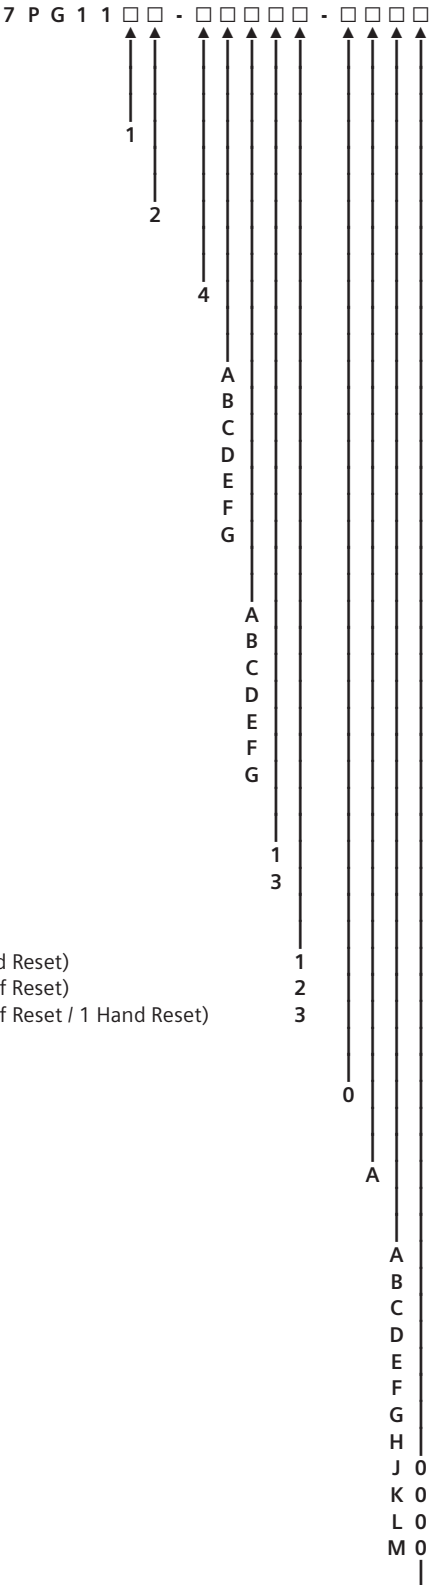 7 P G 1 1 □ □ - □ □ □ □ □ - □ □ □ □
1
2
4
A
B
C
D
E
F
G
A
B
C
D
E
F
G
1
3
d Reset) 1
f Reset) 2
f Reset / 1 Hand Reset) 3
0
A
A
B
C
D
E
F
G
H
J 0
K 0
L 0
M 0